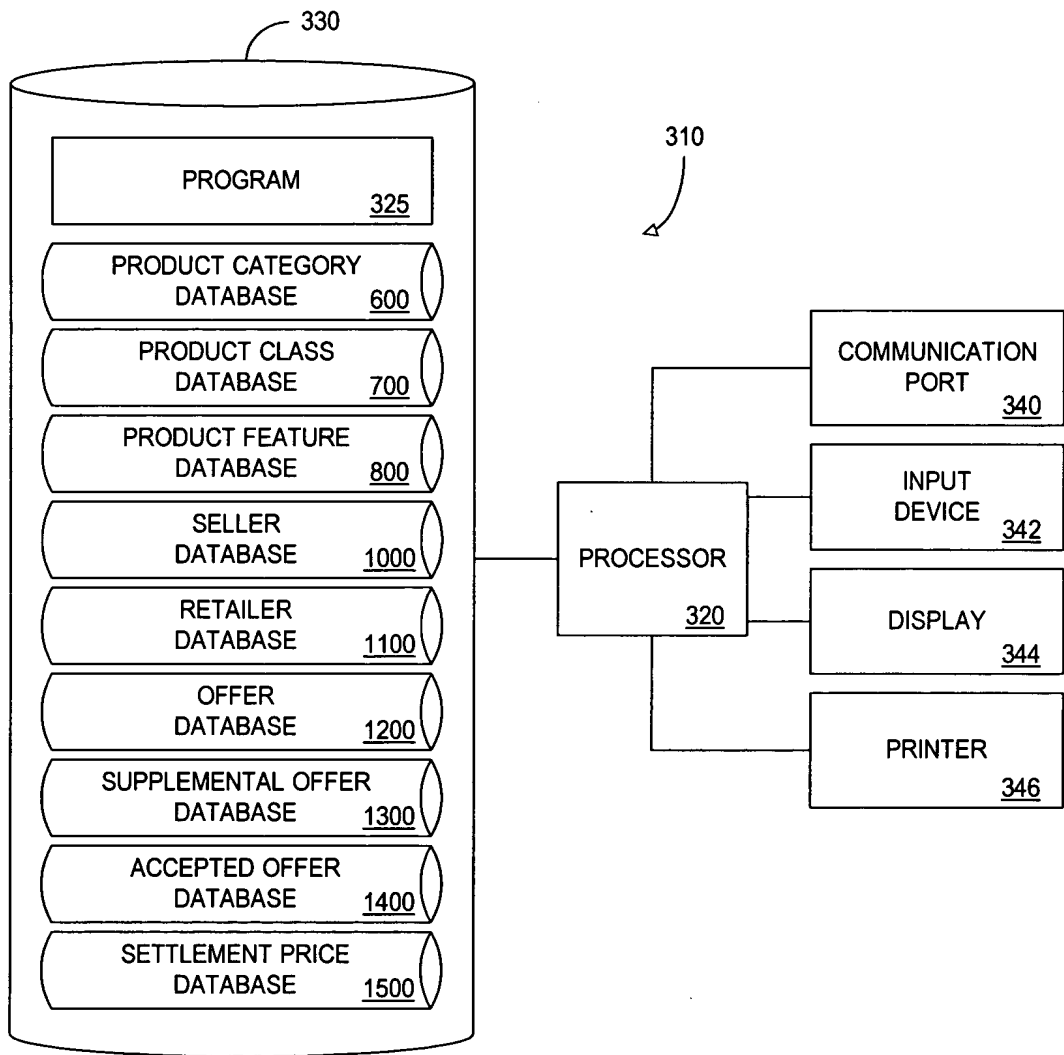 330
310
PROGRAM
325
PRODUCT CATEGORY
DATABASE 600
PRODUCT CLASS
DATABASE 700
PRODUCT FEATURE
DATABASE 800
SELLER
DATABASE 1000
RETAILER
DATABASE 1100
OFFER
DATABASE 1200
SUPPLEMENTAL OFFER
DATABASE 1300
ACCEPTED OFFER
DATABASE 1400
SETTLEMENT PRICE
DATABASE 1500
PROCESSOR
320
COMMUNICATION
PORT
340
INPUT
DEVICE
342
DISPLAY
344
PRINTER
346